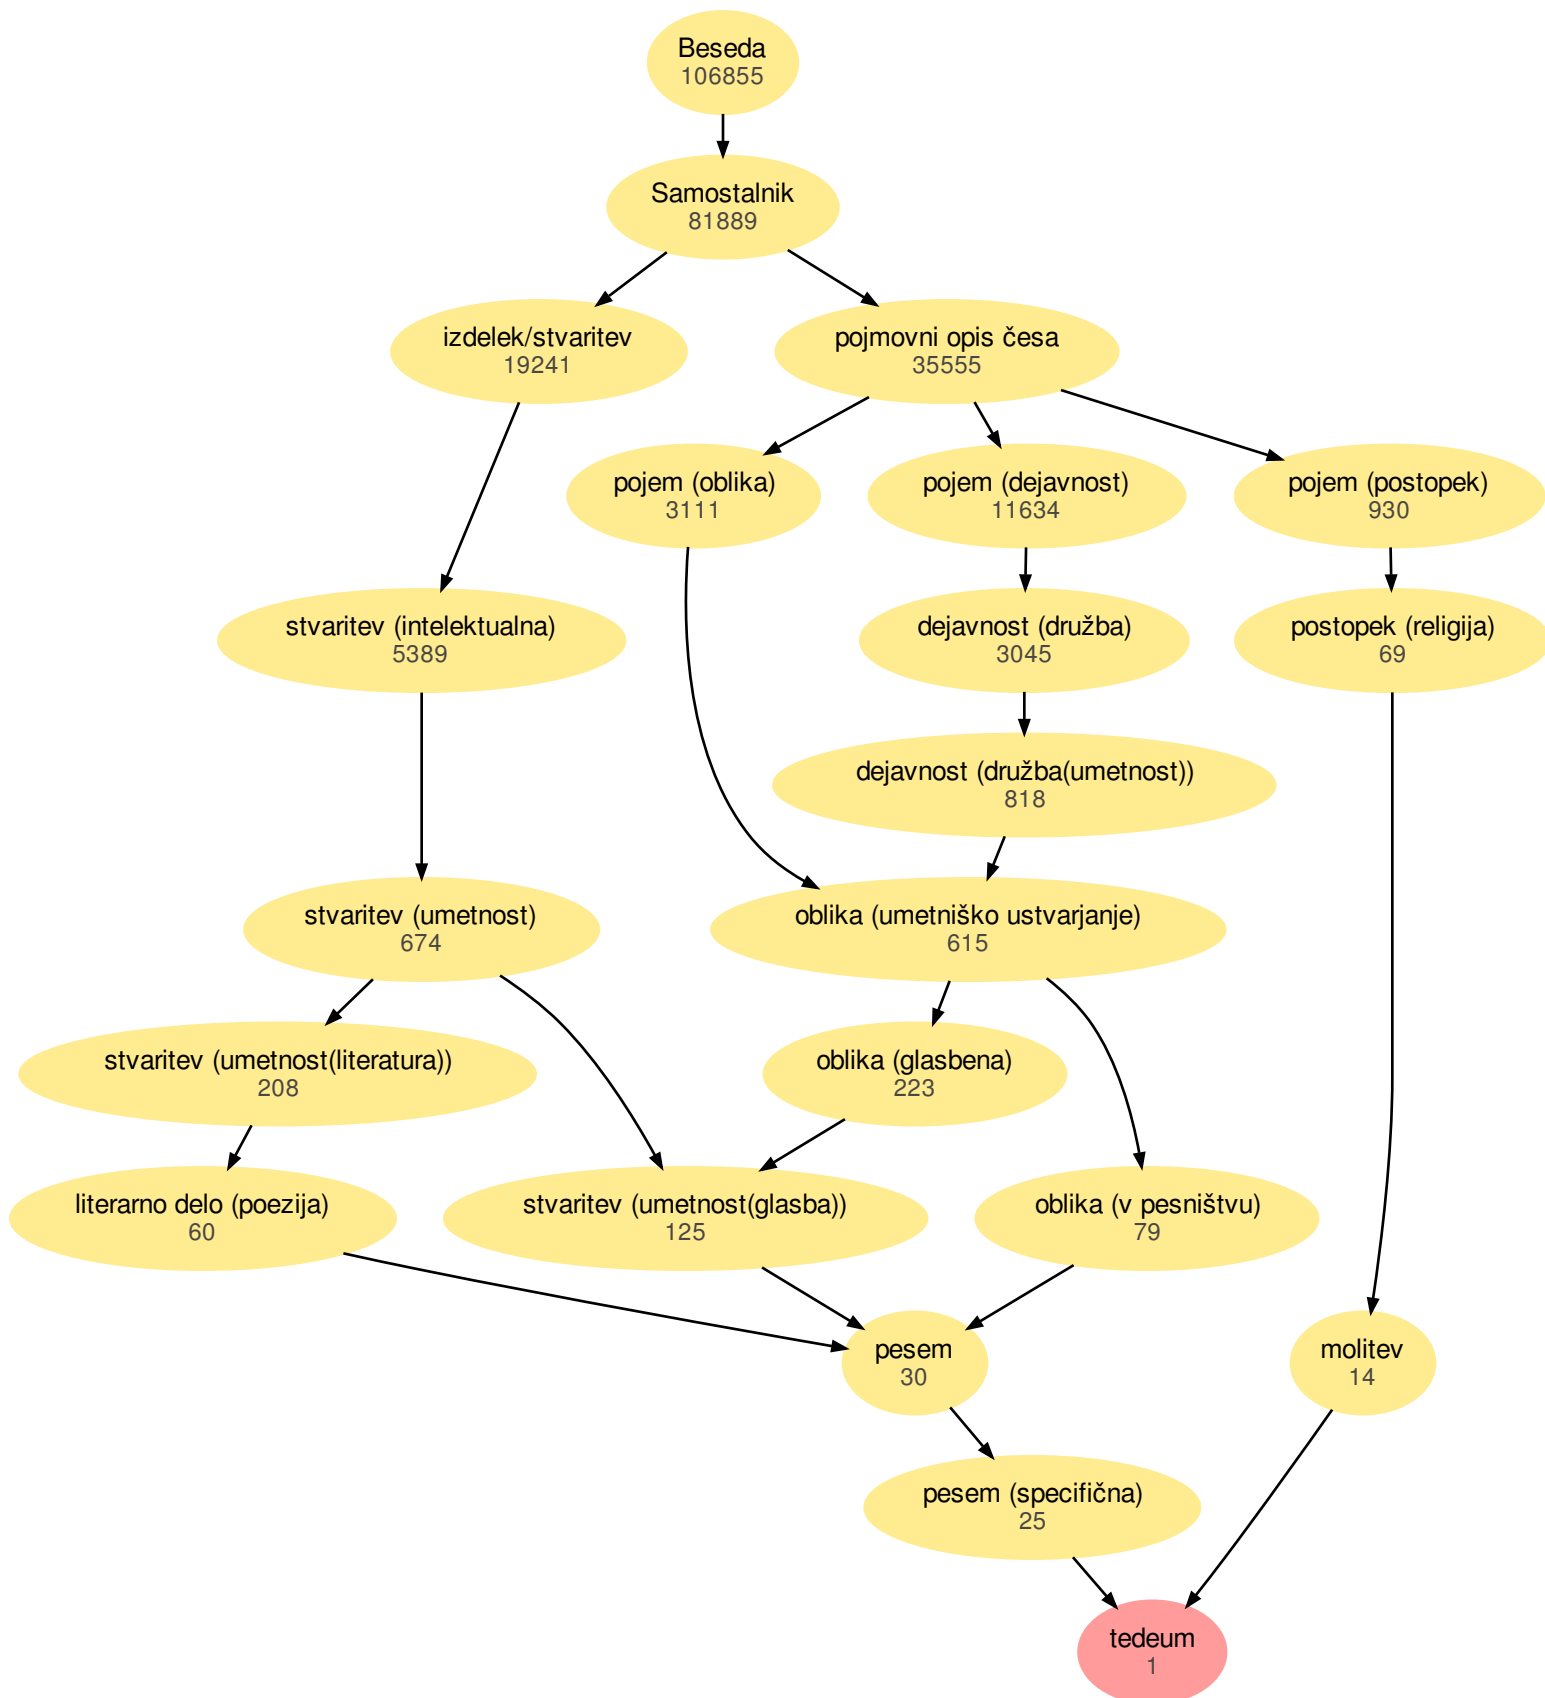 Beseda
106855
Samostalnik
81889
izdelek/stvaritev
19241
pojmovni opis česa
35555
pojem (oblika)
3111
pojem (dejavnost)
11634
pojem (postopek)
930
stvaritev (intelektualna)
5389
dejavnost (družba)
3045
postopek (religija)
69
dejavnost (družba(umetnost))
818
stvaritev (umetnost)
674
oblika (umetniško ustvarjanje)
615
stvaritev (umetnost(literatura))
208
oblika (glasbena)
223
literarno delo (poezija)
60
stvaritev (umetnost(glasba))
125
oblika (v pesništvu)
79
pesem
30
molitev
14
pesem (specifična)
25
tedeum
1